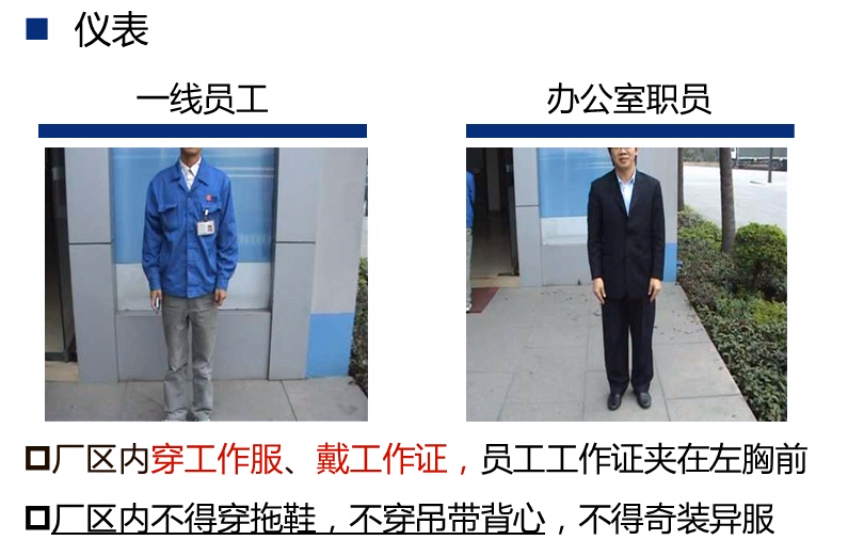 仪表
一线员工
办公室职员
厂区内穿工作服、戴工作证，员工工作证夹在左胸前
厂区内不得穿拖鞋，不穿吊带背心，不得奇装异服